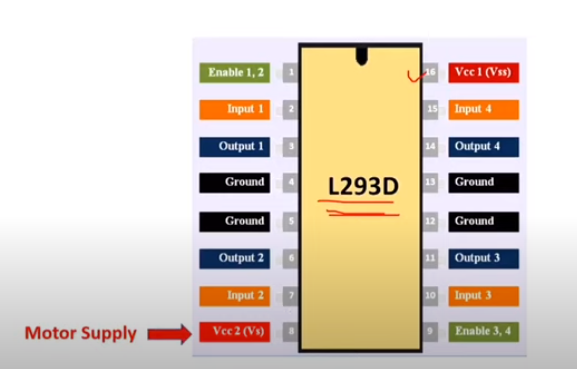 Enable 1, 2 1 16 Vcc 1 (Vss)
Input 1 2 15 Input 4
Output 1 3 14 Output 4
Ground 4 L293D 13 Ground
Ground 5 12 Ground
Output 2 6 11 Output 3
Input 2 7 10 Input 3
Motor Supply Vcc 2 (Vs) 8 9 Enable 3, 4